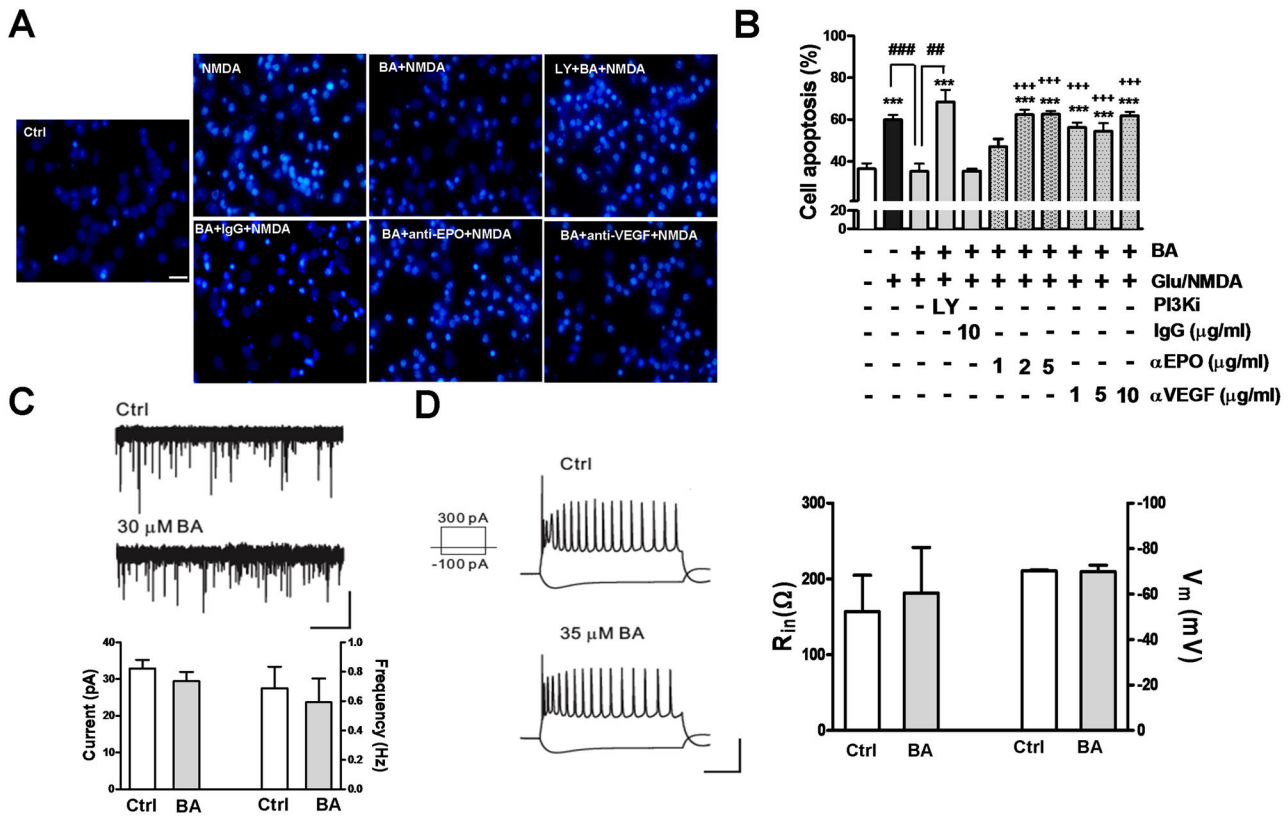 A
Ctrl
NMDA
BA+NMDA
LY+BA+NMDA
BA+IgG+NMDA
BA+anti-EPO+NMDA
BA+anti-VEGF+NMDA
B
Cell apoptosis (%)
100
80
60
40
20
0
### ##
*** *** +++ *** +++ *** +++ *** +++ *** +++ ***
- - + + + + + + + + + BA
- + + + + + + + + + + Glu/NMDA
- - - LY - - - - - - - PI3Ki
- - - - 10 - - - - - - IgG (μg/ml)
- - - - - 1 2 5 - - - αEPO (μg/ml)
- - - - - - - - 1 5 10 αVEGF (μg/ml)
C
Ctrl
30 μM BA
Current (pA)
40
30
20
10
0
1.0
0.8
0.6
0.4
0.2
0.0
Frequency (Hz)
Ctrl BA Ctrl BA
D
Ctrl
300 pA
-100 pA
35 μM BA
Rin(Ω)
300
200
100
0
-100
-80
-60
-40
-20
0
Vm (mV)
Ctrl BA Ctrl BA